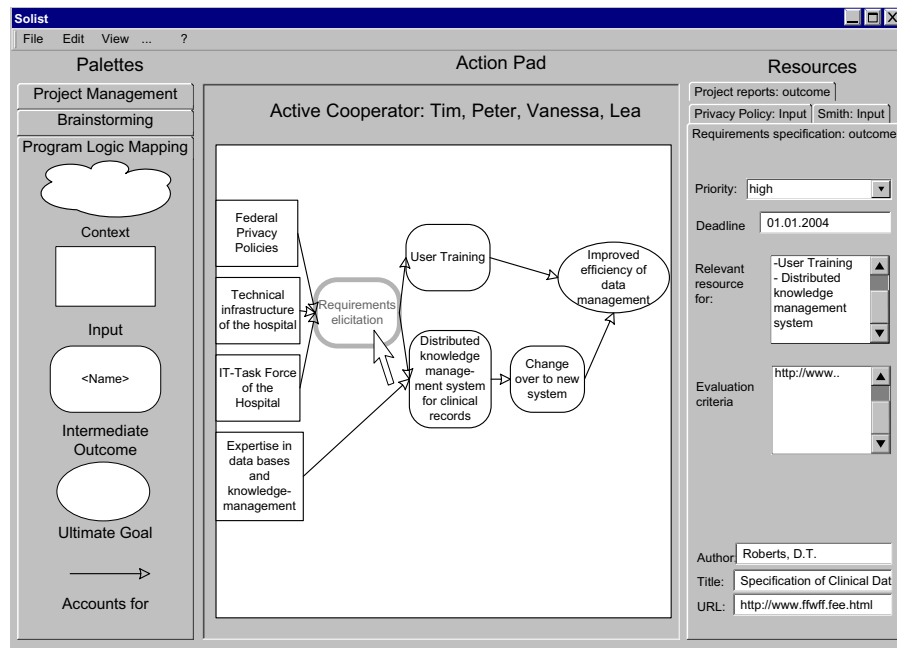 Solist
File Edit View ... ?
Palettes
Project Management
Brainstorming
Program Logic Mapping
Context
Input
<Name>
Intermediate
Outcome
Ultimate Goal
Accounts for
Action Pad
Active Cooperator: Tim, Peter, Vanessa, Lea
Federal
Privacy
Policies
Technical
infrastructure
of the hospital
IT-Task Force
of the
Hospital
Expertise in
data bases
and
knowledge-
management
Requirements
elicitation
User Training
Distributed
knowledge
manage-
ment system
for clinical
records
Change
over to new
system
Improved
efficiency of
data
management
Resources
Project reports: outcome
Privacy Policy: Input Smith: Input
Requirements specification: outcome
Priority: high
Deadline 01.01.2004
Relevant
resource
for:
-User Training
- Distributed
knowledge
management
system
Evaluation
criteria
http://www..
Author: Roberts, D.T.
Title: Specification of Clinical Dat
URL: http://www.ffwff.fee.html